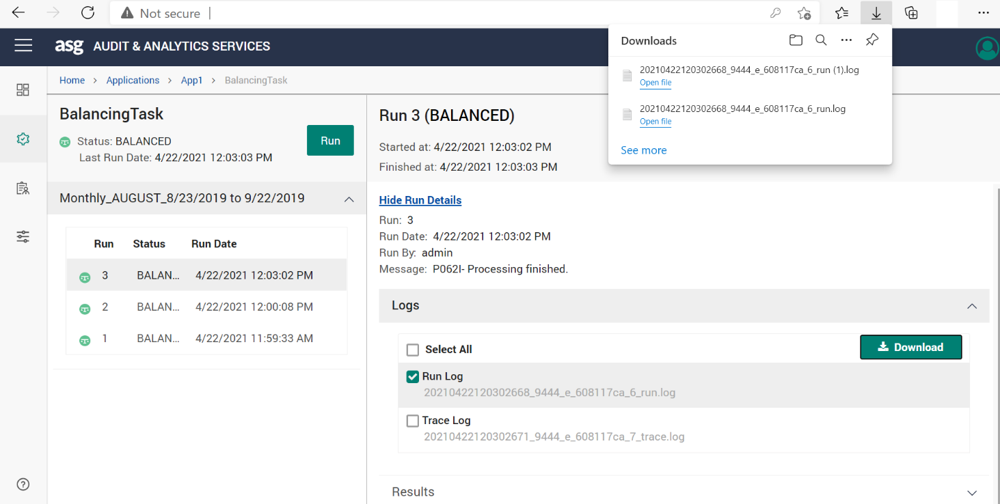 Not secure
Downloads
20210422120302668_9444_e_608117ca_6_run (1).log
Open file
20210422120302668_9444_e_608117ca_6_run.log
Open file
See more
asg AUDIT & ANALYTICS SERVICES
Home > Applications > App1 > BalancingTask
BalancingTask
Status: BALANCED
Last Run Date: 4/22/2021 12:03:03 PM
Run
Monthly_AUGUST_8/23/2019 to 9/22/2019
Run Status Run Date
3 BALAN... 4/22/2021 12:03:02 PM
2 BALAN... 4/22/2021 12:00:08 PM
1 BALAN... 4/22/2021 11:59:33 AM
Run 3 (BALANCED)
Started at: 4/22/2021 12:03:02 PM
Finished at: 4/22/2021 12:03:03 PM
Hide Run Details
Run: 3
Run Date: 4/22/2021 12:03:02 PM
Run By: admin
Message: P062I- Processing finished.
Logs
Select All
Download
Run Log
20210422120302668_9444_e_608117ca_6_run.log
Trace Log
20210422120302671_9444_e_608117ca_7_trace.log
Results